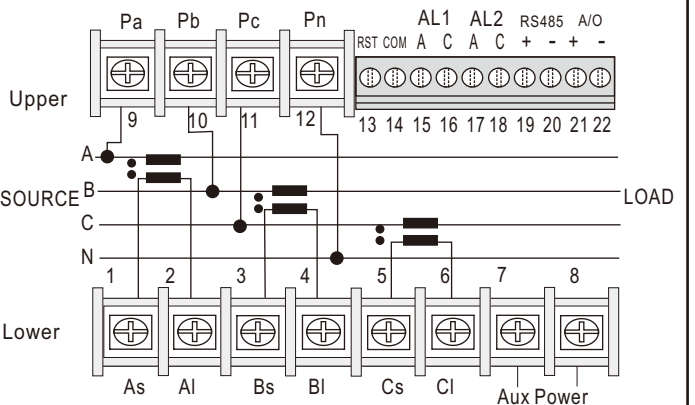 Pa Pb Pc Pn AL1 AL2 RS485 A/O
RST COM A C A C + - + -
Upper
9 10 11 12 13 14 15 16 17 18 19 20 21 22
A
SOURCE B LOAD
C
N
1 2 3 4 5 6 7 8
Lower
As Al Bs Bl Cs Cl Aux Power